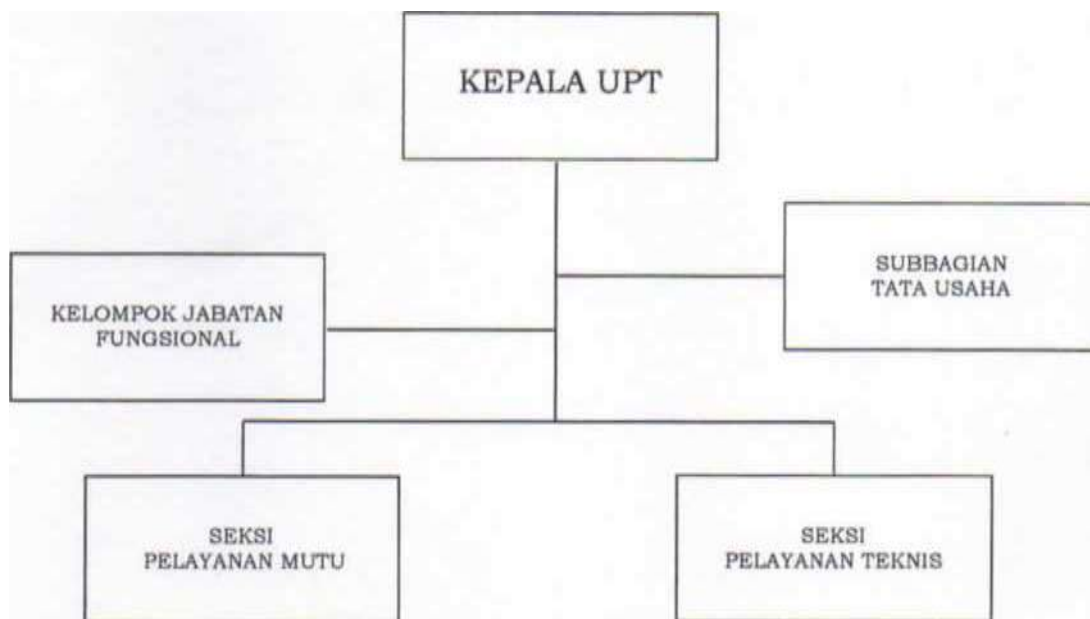 KEPALA UPT
SUBBAGIAN
TATA USAHA
KELOMPOK JABATAN
FUNGSIONAL
SEKSI
PELAYANAN MUTU
SEKSI
PELAYANAN TEKNIS